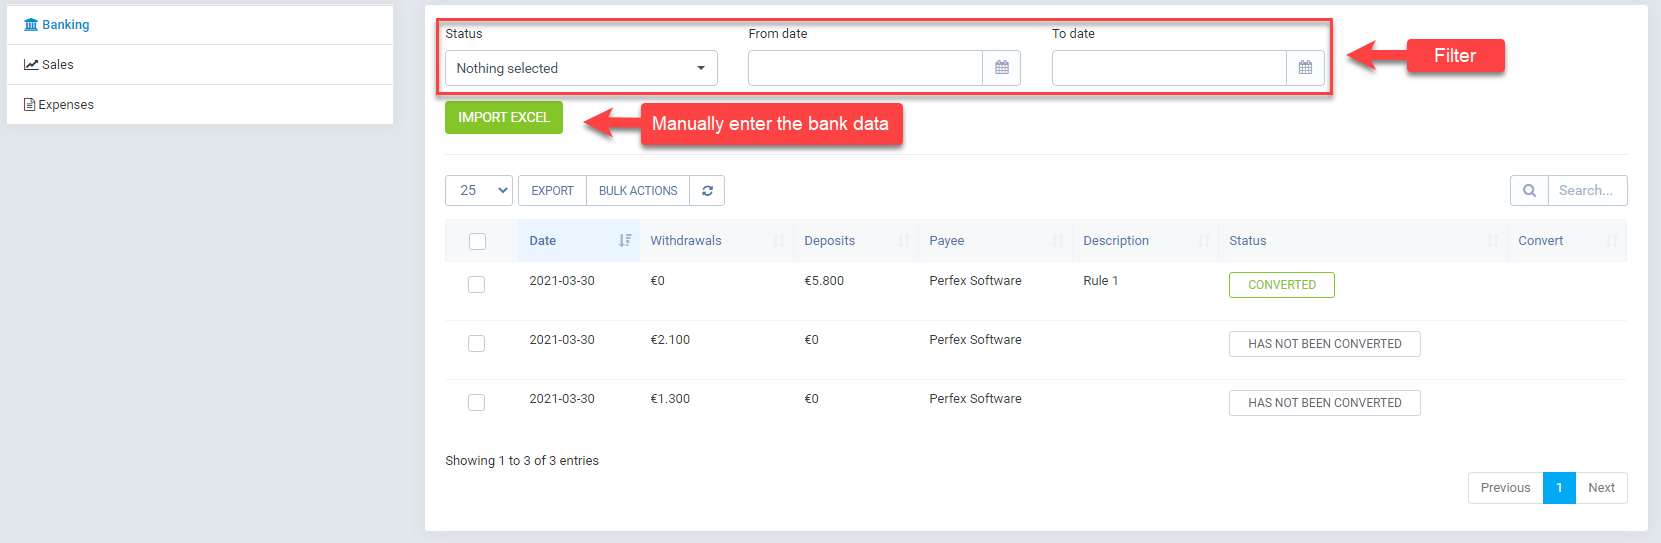 Banking
Sales
Expenses
Status From date To date
Nothing selected
Filter
IMPORT EXCEL
Manually enter the bank data
25 EXPORT BULK ACTIONS Search...
Date Withdrawals Deposits Payee Description Status Convert
2021-03-30 €0 €5.800 Perfex Software Rule 1 CONVERTED
2021-03-30 €2.100 €0 Perfex Software HAS NOT BEEN CONVERTED
2021-03-30 €1.300 €0 Perfex Software HAS NOT BEEN CONVERTED
Showing 1 to 3 of 3 entries
Previous 1 Next